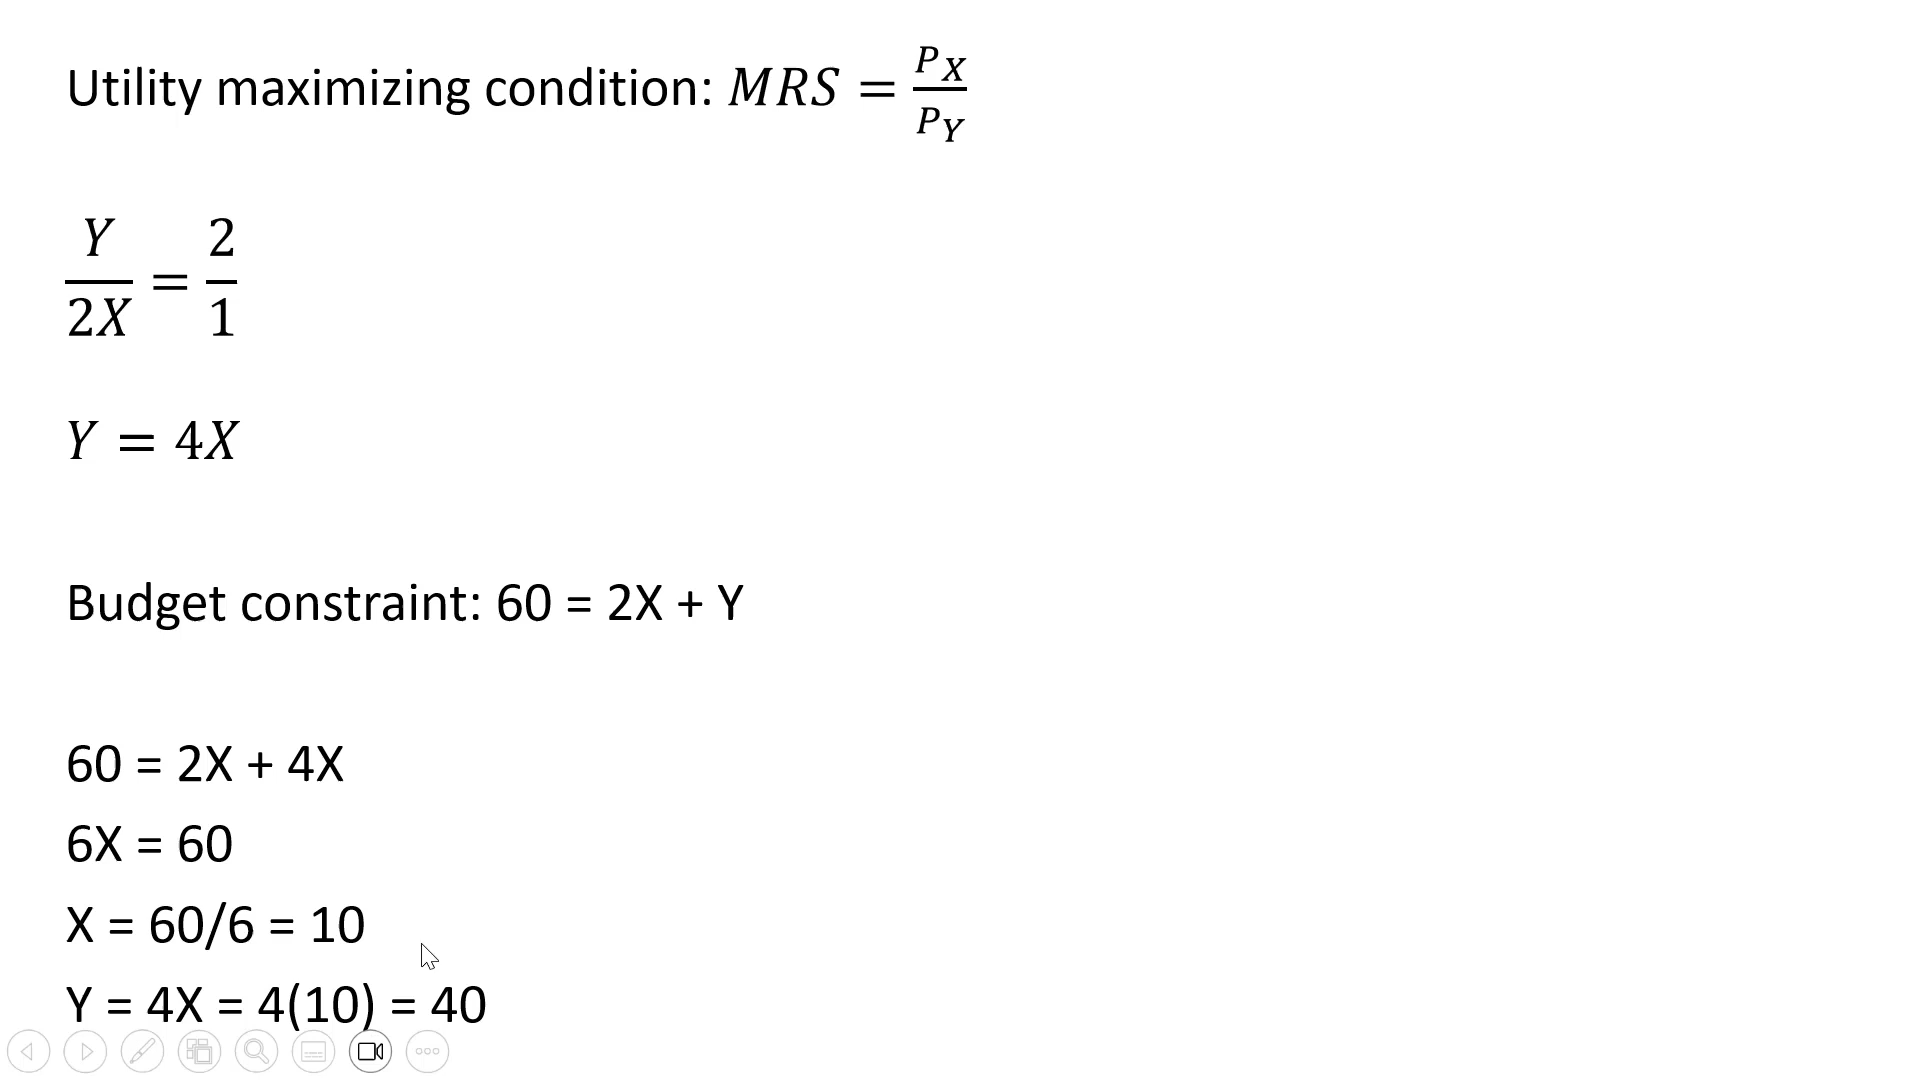 Utility maximizing condition: MRS = P_X/P_Y
Y/2X = 2/1
Y = 4X
Budget constraint: 60 = 2X + Y
60 = 2X + 4X
6X = 60
X = 60/6 = 10
Y = 4X = 4(10) = 40